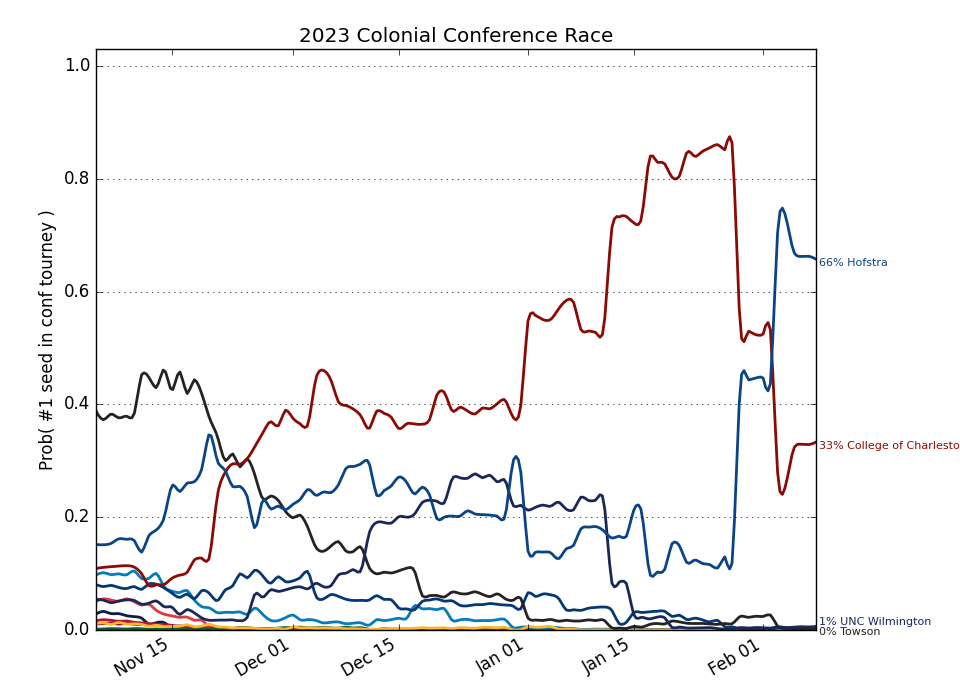 2023 Colonial Conference Race
Prob( #1 seed in conf tourney )
1.0
0.8
0.6
0.4
0.2
0.0
66% Hofstra
33% College of Charlesto
1% UNC Wilmington
0% Towson
Nov 15
Dec 01
Dec 15
Jan 01
Jan 15
Feb 01